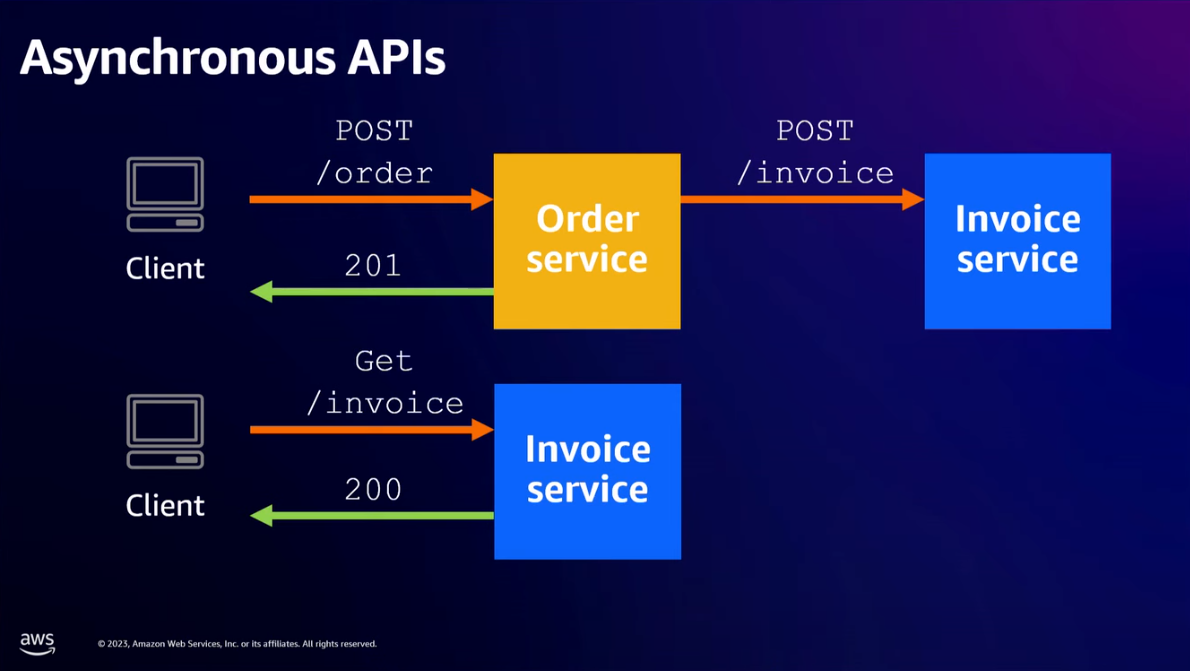 Asynchronous APIs
POST
/order
POST
/invoice
Client
Order
service
Invoice
service
201
Get
/invoice
Client
Invoice
service
200
aws
© 2023, Amazon Web Services, Inc. or its affiliates. All rights reserved.